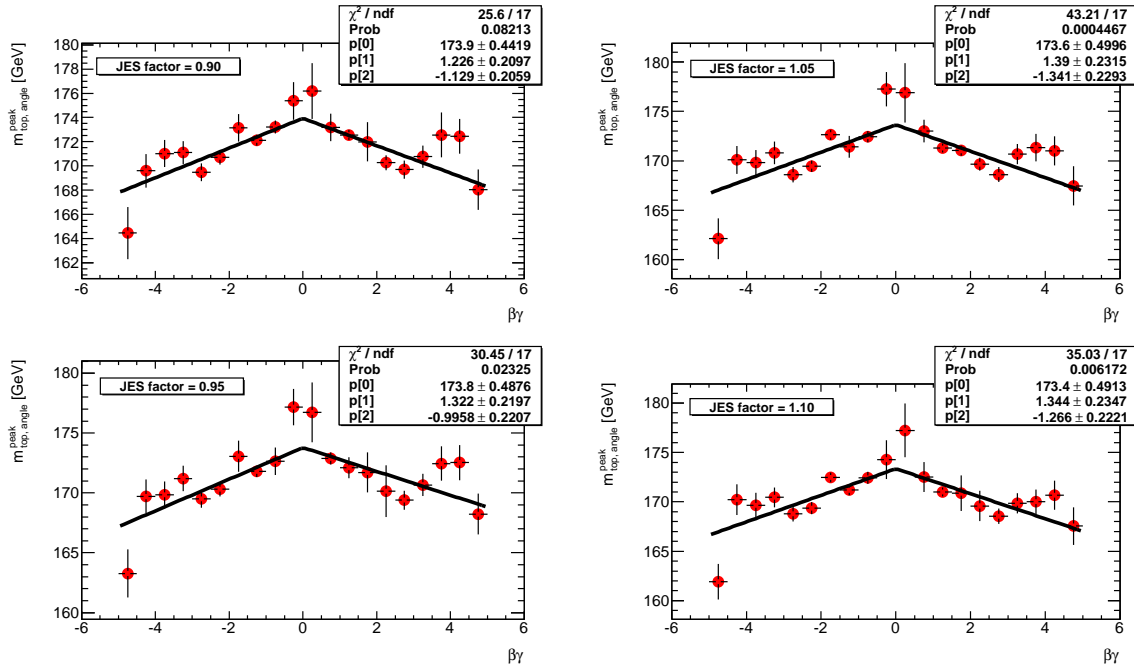 χ² / ndf 25.6 / 17
Prob 0.08213
p[0] 173.9 ± 0.4419
p[1] 1.226 ± 0.2097
p[2] -1.129 ± 0.2059
JES factor = 0.90
m^peak_top, angle [GeV]
180
178
176
174
172
170
168
166
164
162
-6 -4 -2 0 2 4 6
βγ
χ² / ndf 43.21 / 17
Prob 0.0004467
p[0] 173.6 ± 0.4996
p[1] 1.39 ± 0.2315
p[2] -1.341 ± 0.2293
JES factor = 1.05
m^peak_top, angle [GeV]
180
175
170
165
160
-6 -4 -2 0 2 4 6
βγ
χ² / ndf 30.45 / 17
Prob 0.02325
p[0] 173.8 ± 0.4876
p[1] 1.322 ± 0.2197
p[2] -0.9958 ± 0.2207
JES factor = 0.95
m^peak_top, angle [GeV]
180
175
170
165
160
-6 -4 -2 0 2 4 6
βγ
χ² / ndf 35.03 / 17
Prob 0.006172
p[0] 173.4 ± 0.4913
p[1] 1.344 ± 0.2347
p[2] -1.266 ± 0.2221
JES factor = 1.10
m^peak_top, angle [GeV]
180
175
170
165
160
-6 -4 -2 0 2 4 6
βγ